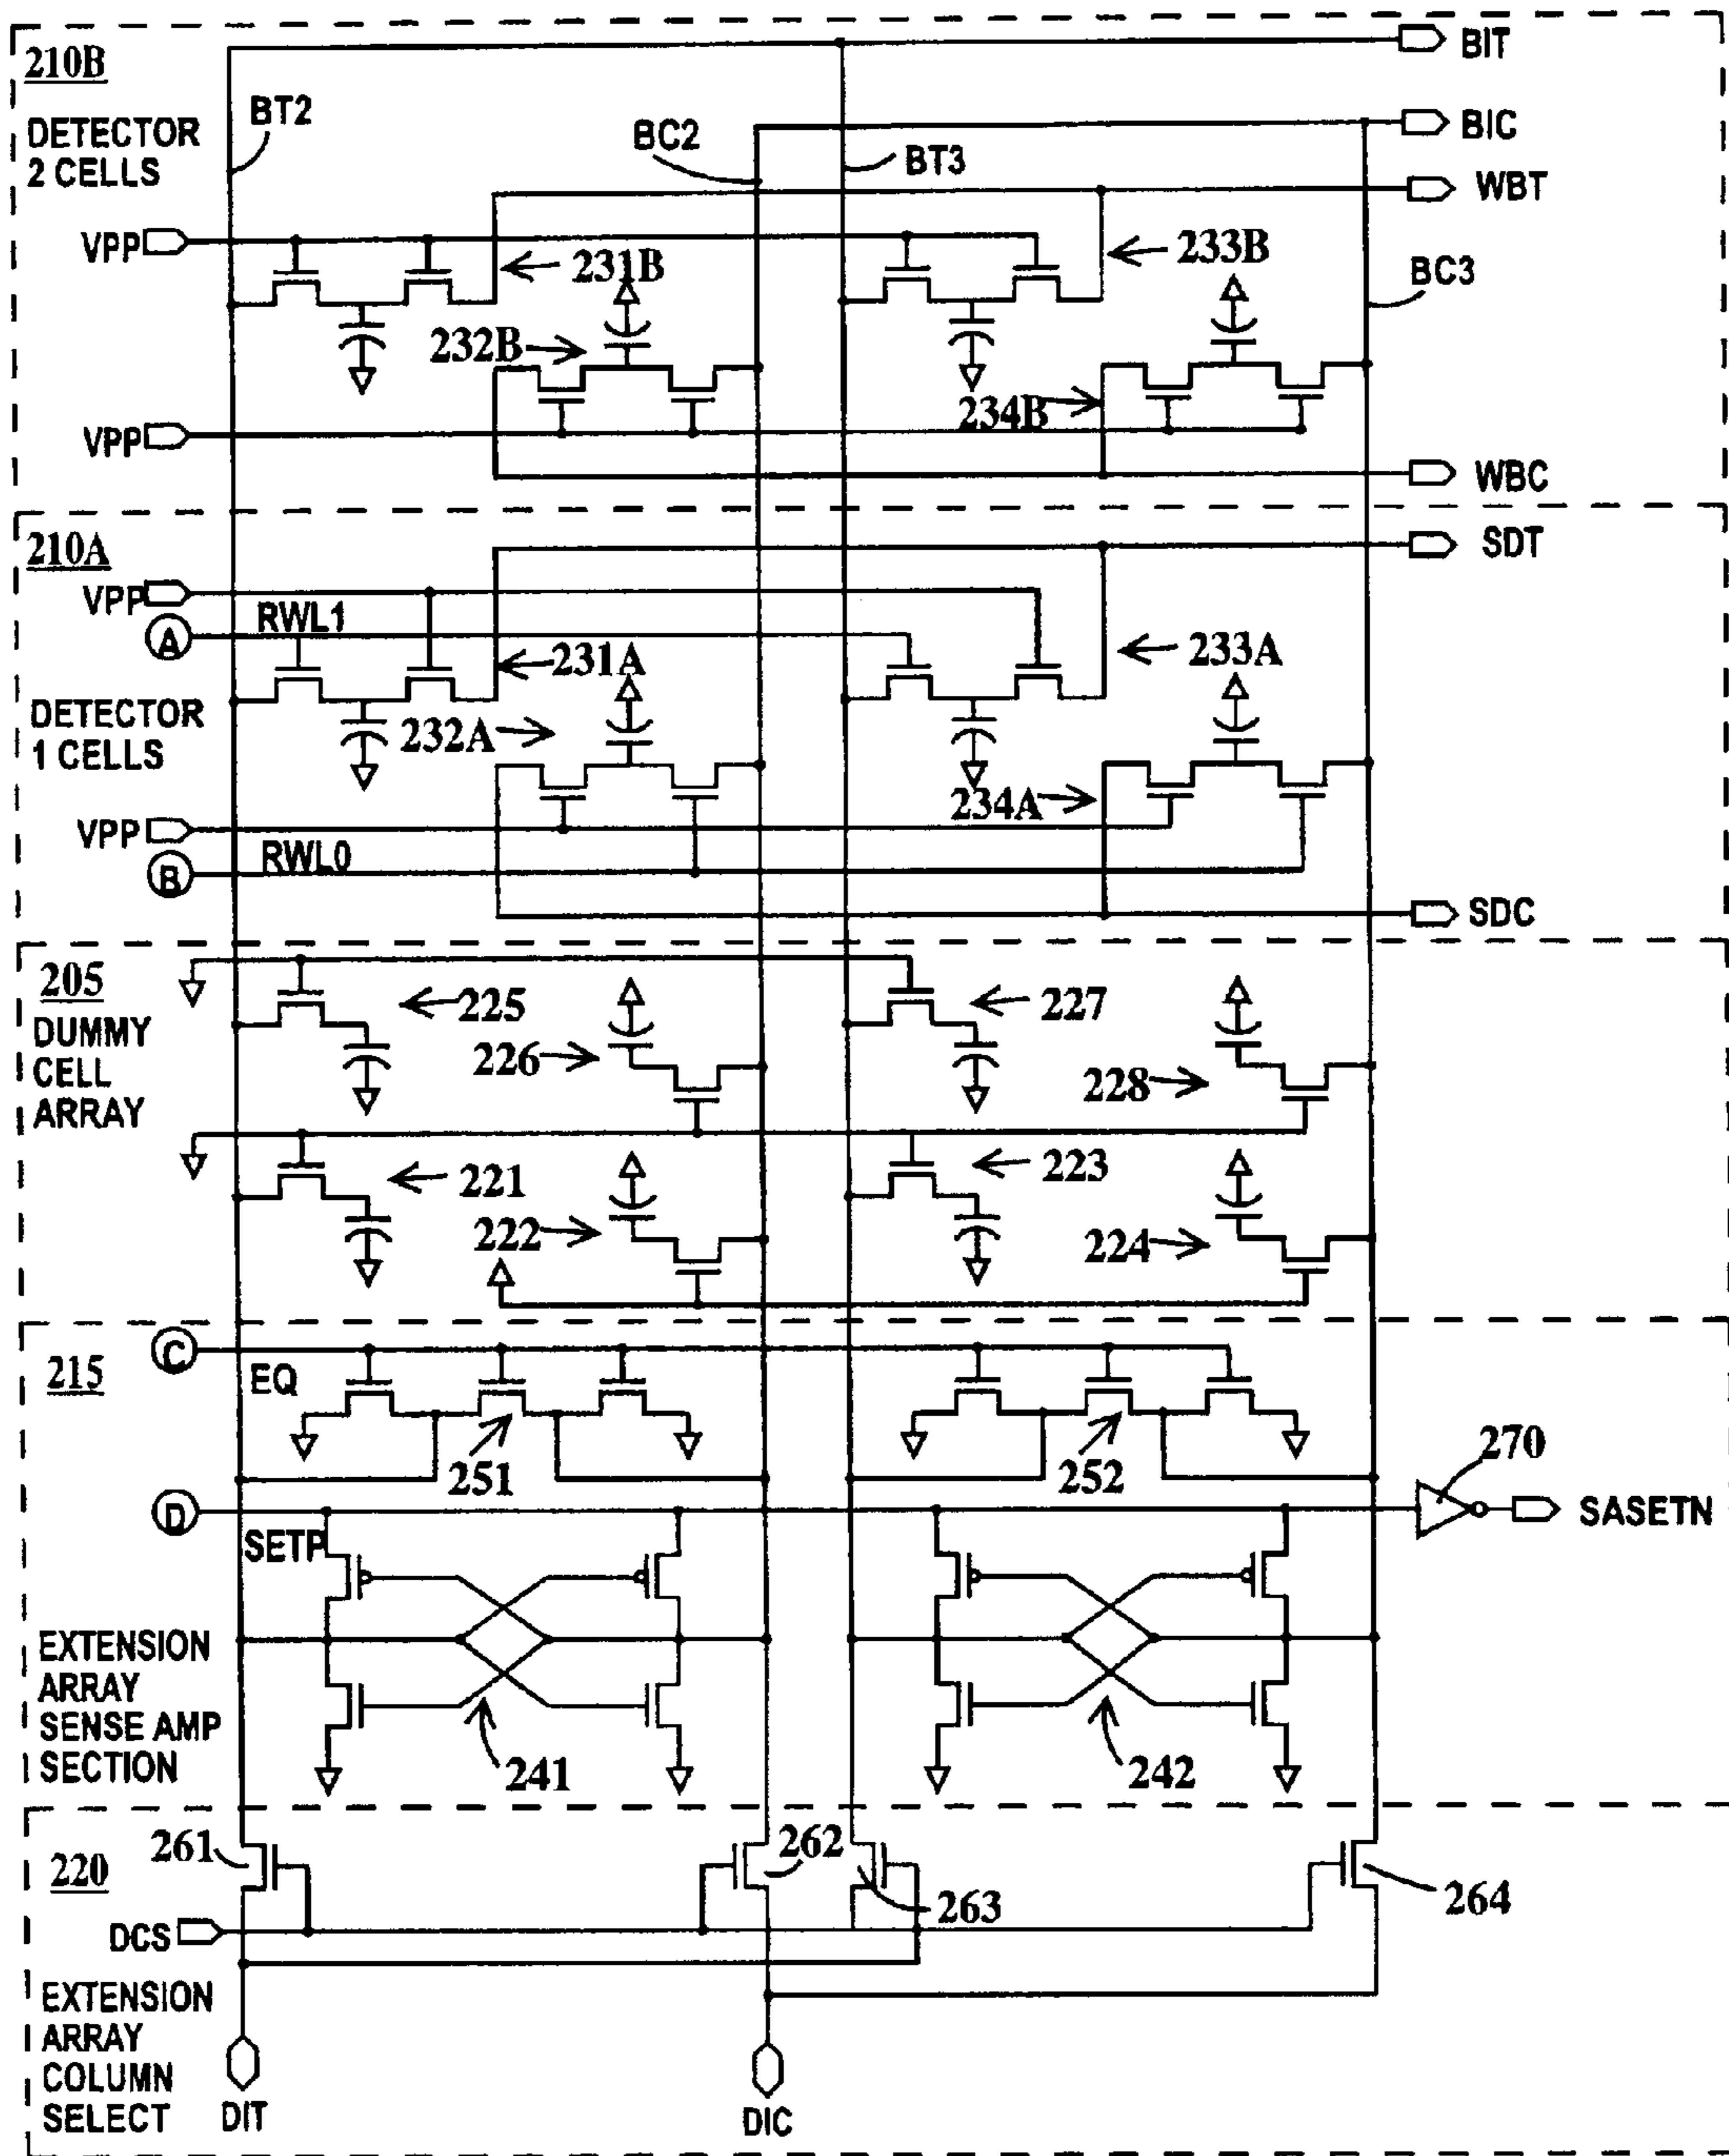 210B
BIT
BT2
BIC
DETECTOR
2 CELLS
BC2
BT3
WBT
VPP
231B
233B
BC3
232B
234B
VPP
WBC
210A
SDT
VPP
A
RWL1
231A
233A
DETECTOR
1 CELLS
232A
234A
VPP
B
RWL0
SDC
205
DUMMY
CELL
ARRAY
225
227
226
228
221
223
222
224
C
215
EQ
251
252
270
D
SETP
SASETN
EXTENSION
ARRAY
SENSE AMP
SECTION
241
242
220
261
262
263
264
DCS
EXTENSION
ARRAY
COLUMN
SELECT
DIT
DIC